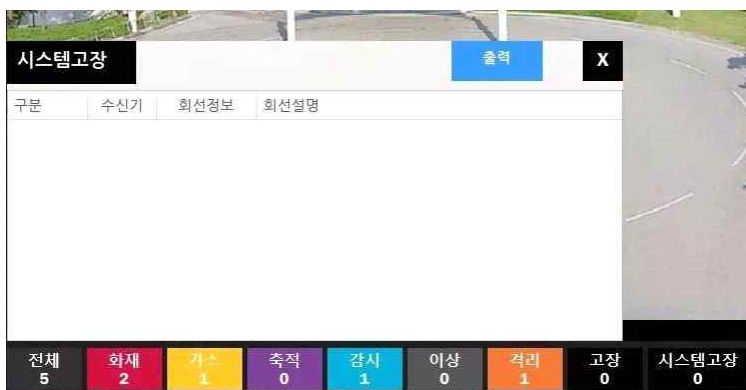 시스템고장 출력 X
구분 수신기 회선정보 회선설명
전체 화재 가스 축적 감시 이상 격리 고장 시스템고장
5 2 1 0 1 0 1 0 0